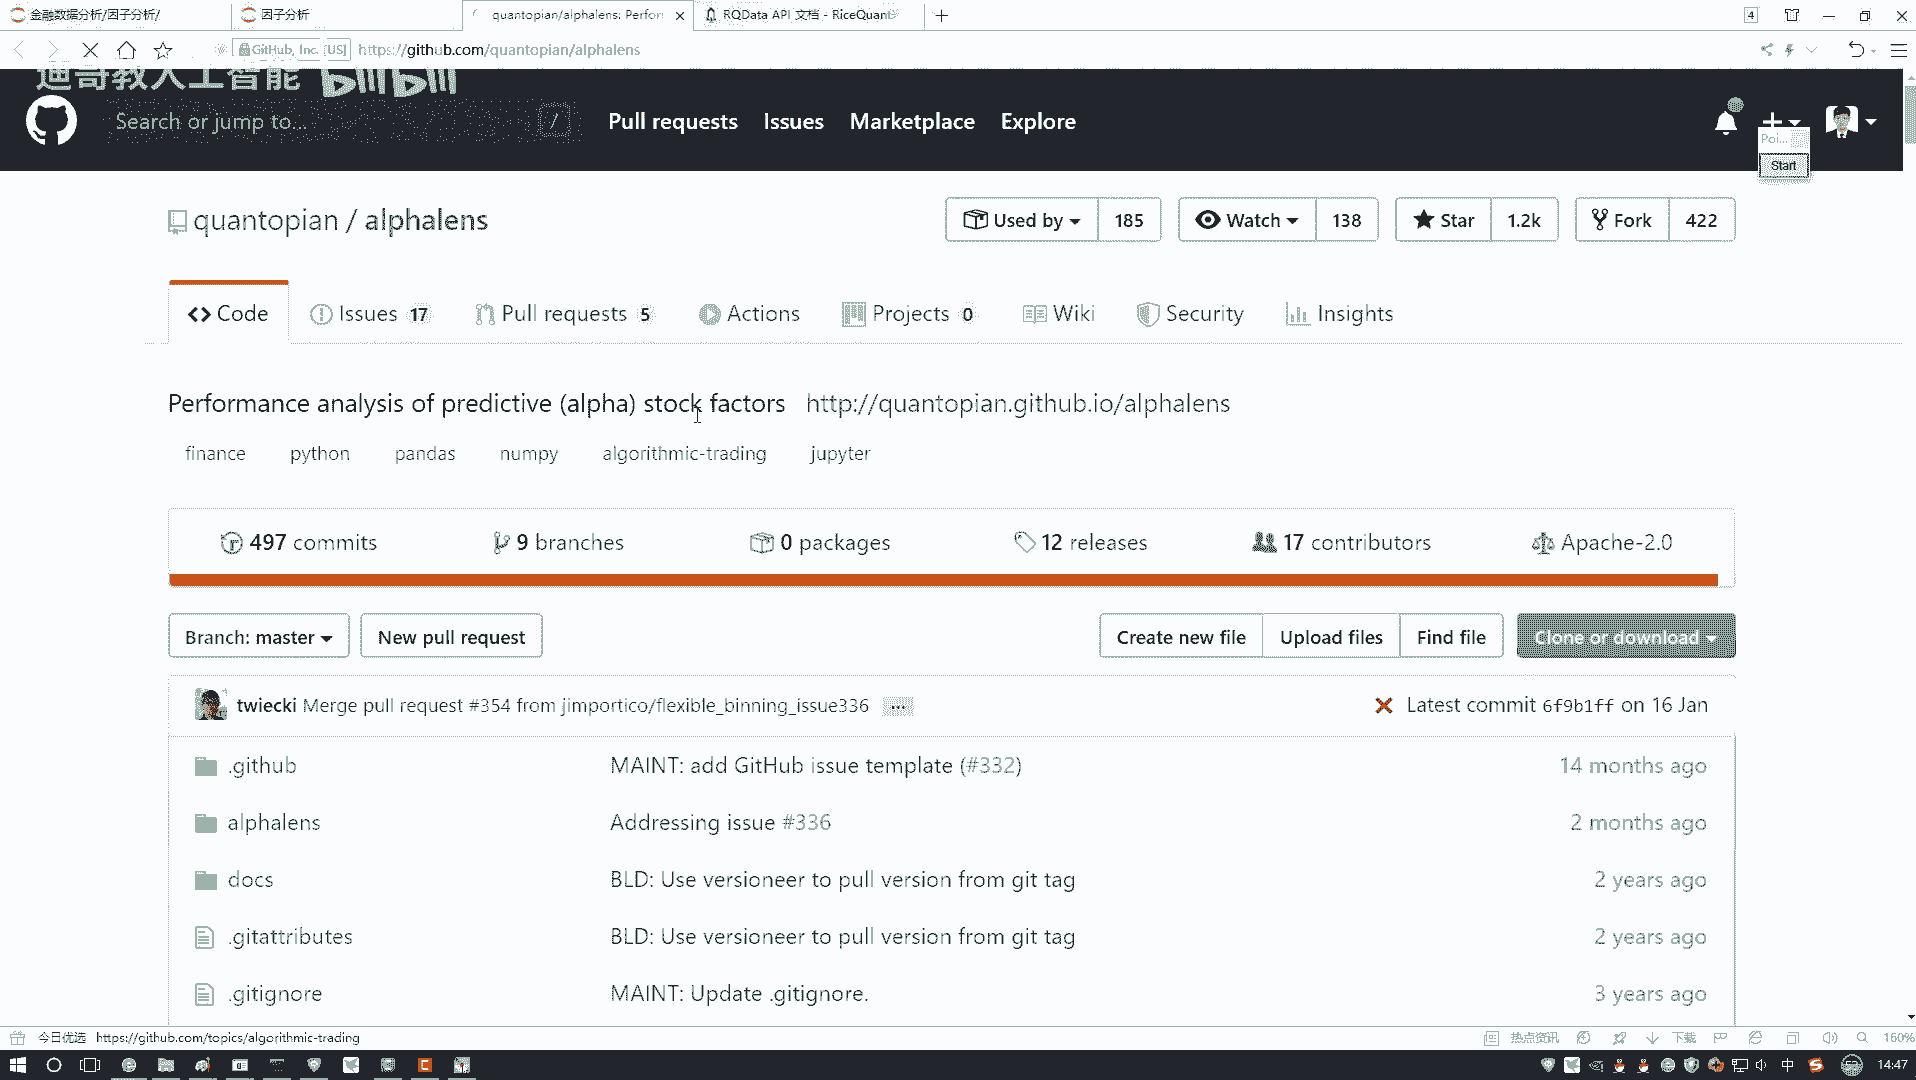 金融数据分析/因子分析/
因子分析
quantopian/alphalens: Perfor
RQData API 文档 - RiceQuant
4
GitHub, Inc. [US]
https://github.com/quantopian/alphalens
迪哥教人工智能 bilibili
Search or jump to...
/
Pull requests Issues Marketplace Explore
Poi...
Start
quantopian / alphalens
Used by 185
Watch 138
Star 1.2k
Fork 422
Code
Issues 17
Pull requests 5
Actions
Projects 0
Wiki
Security
Insights
Performance analysis of predictive (alpha) stock factors http://quantopian.github.io/alphalens
finance python pandas numpy algorithmic-trading jupyter
497 commits 9 branches 0 packages 12 releases 17 contributors Apache-2.0
Branch: master New pull request Create new file Upload files Find file Clone or download
twiecki Merge pull request #354 from jimportico/flexible_binning_issue336 ... Latest commit 6f9b1ff on 16 Jan
.github MAINT: add GitHub issue template (#332) 14 months ago
alphalens Addressing issue #336 2 months ago
docs BLD: Use versioneer to pull version from git tag 2 years ago
.gitattributes BLD: Use versioneer to pull version from git tag 2 years ago
.gitignore MAINT: Update .gitignore. 3 years ago
今日优选 https://github.com/topics/algorithmic-trading
热点资讯 下载 160%
中 14:47